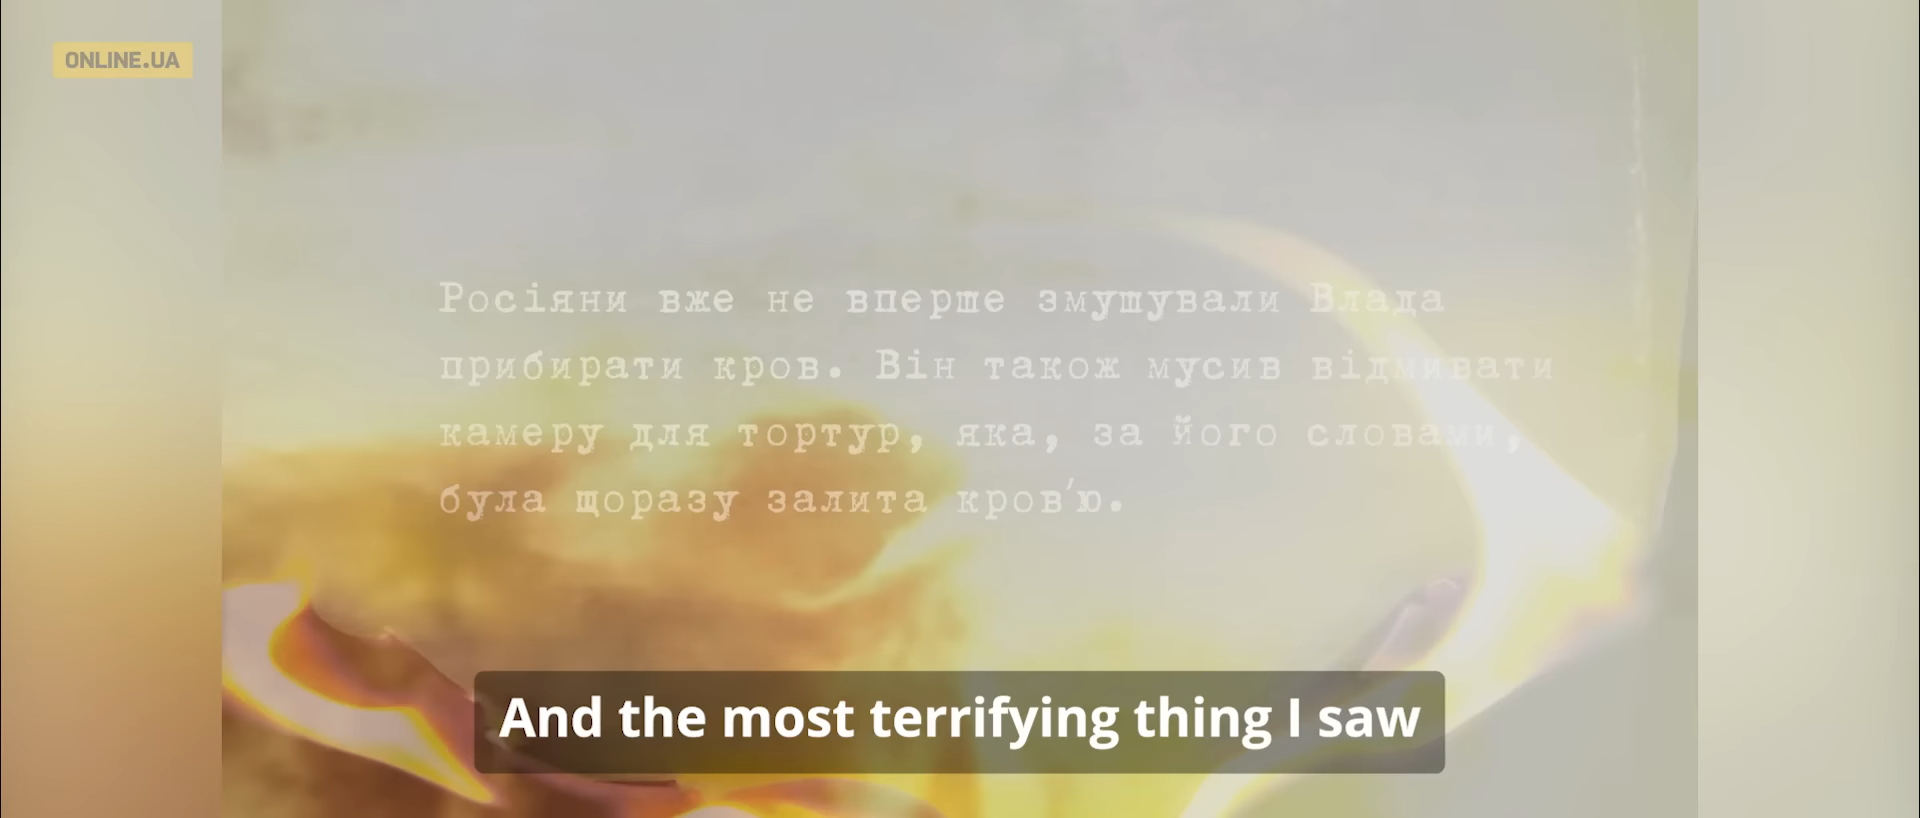 ONLINE.UA
Росіяни вже не вперше змушували Влада
прибирати кров. Він також мусив відмивати
камеру для тортур, яка, за його словами,
була щоразу залита кров'ю.
And the most terrifying thing I saw